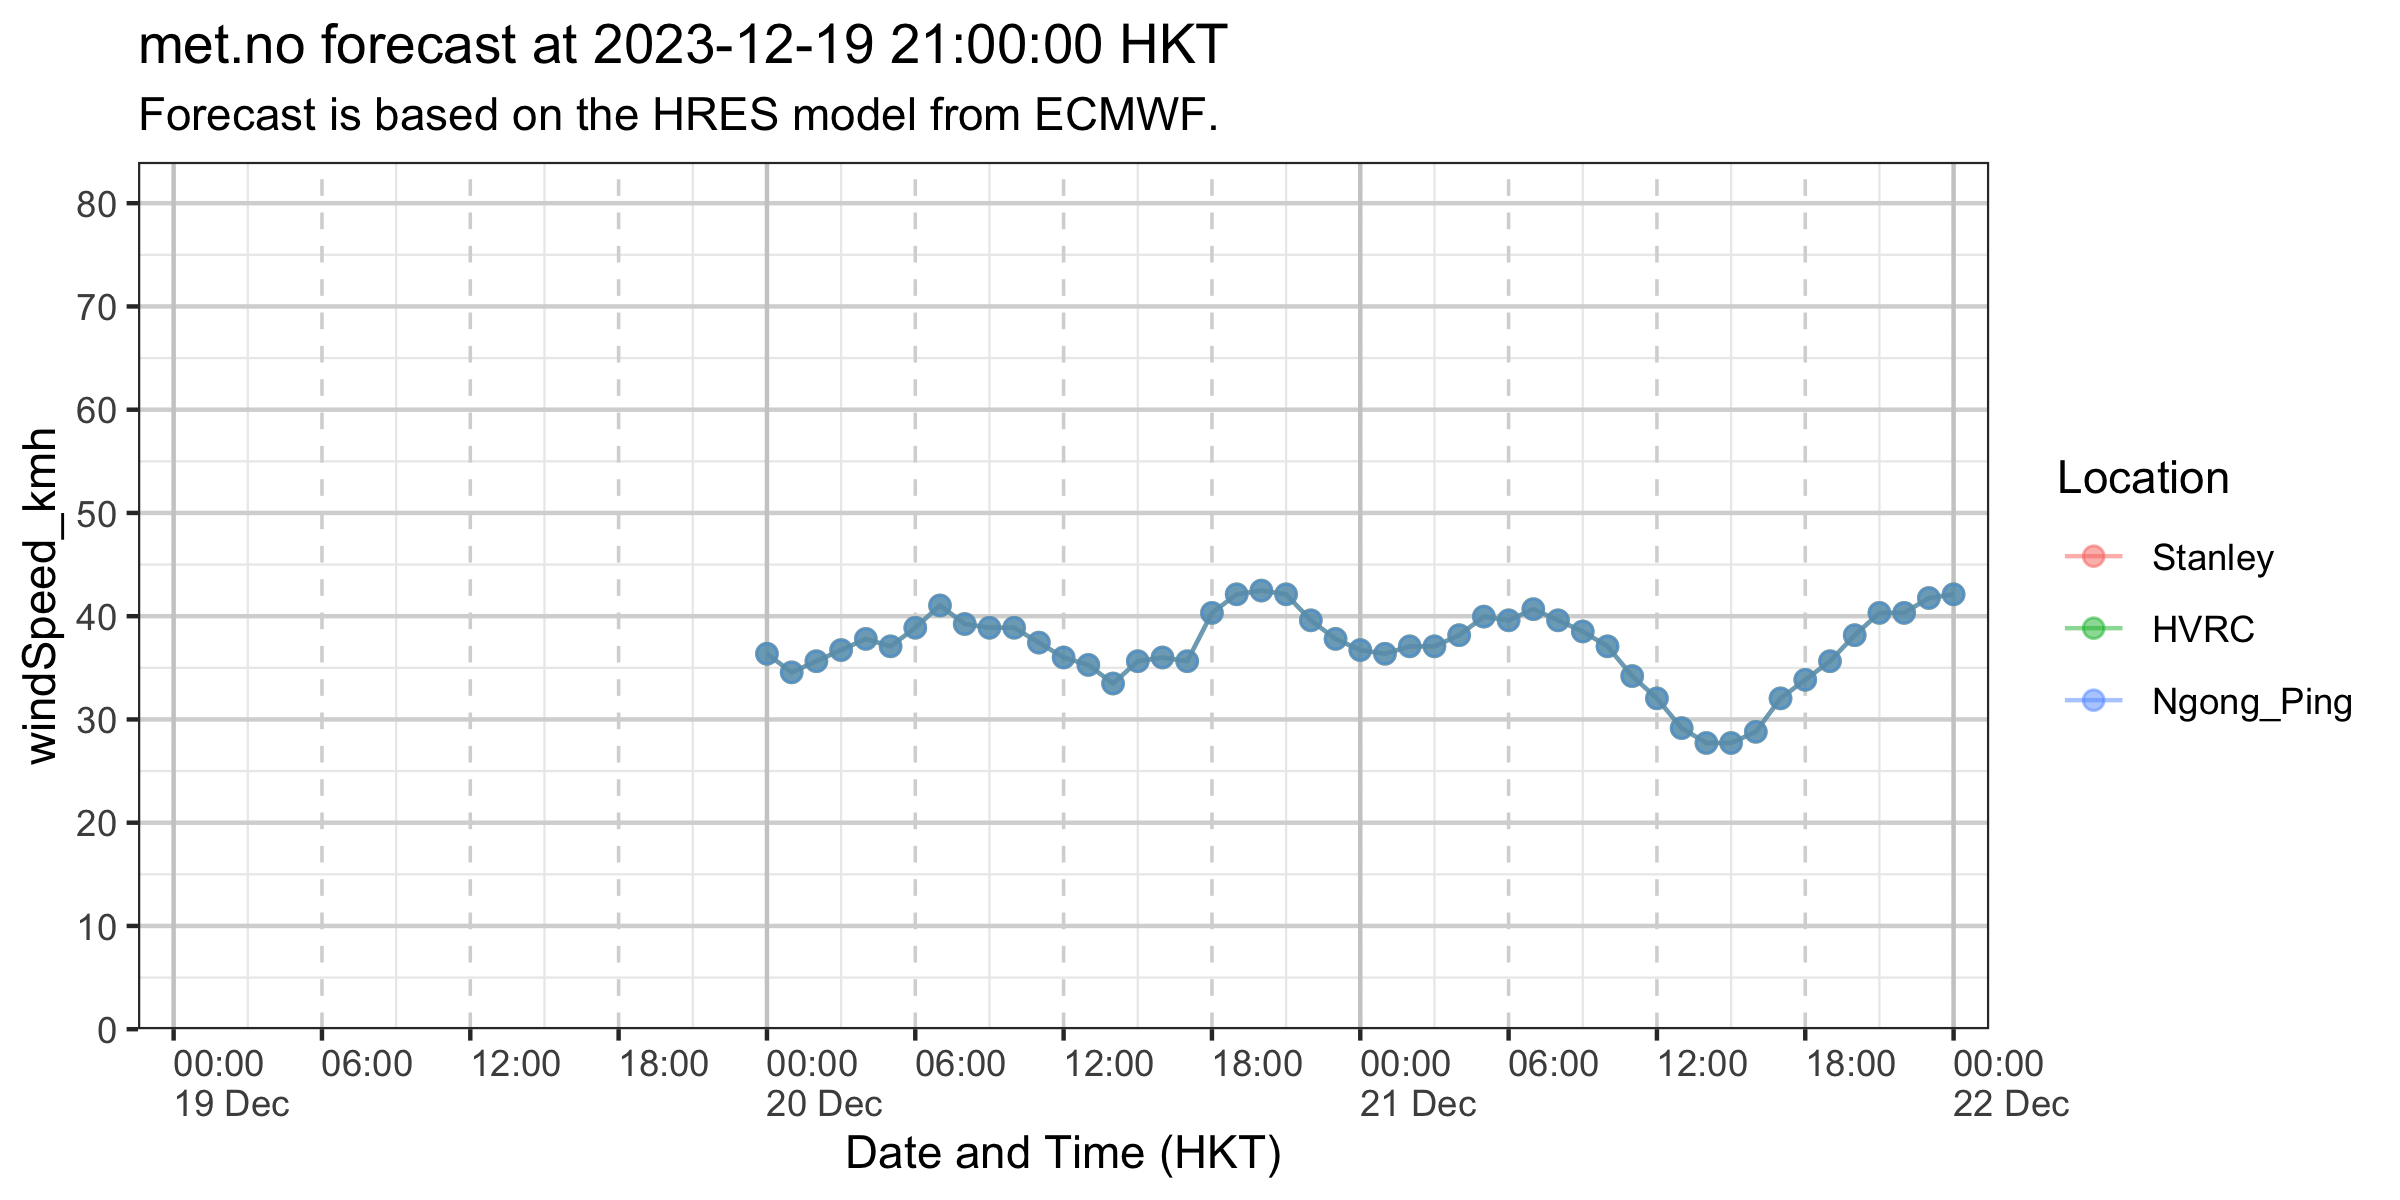 met.no forecast at 2023-12-19 21:00:00 HKT
Forecast is based on the HRES model from ECMWF.
windSpeed_kmh
80
70
60
50
40
30
20
10
0
00:00 06:00 12:00 18:00 00:00 06:00 12:00 18:00 00:00 06:00 12:00 18:00 00:00
19 Dec 20 Dec 21 Dec 22 Dec
Date and Time (HKT)
Location
Stanley
HVRC
Ngong_Ping